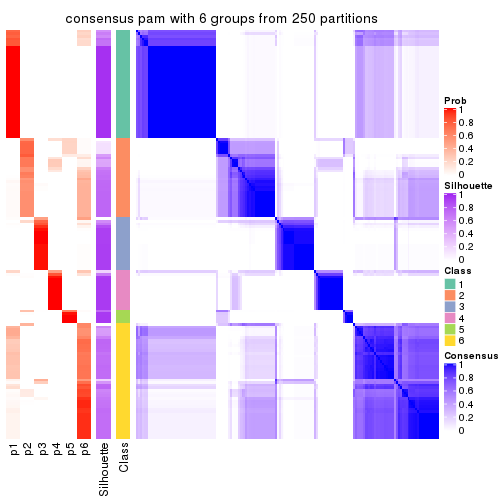 consensus pam with 6 groups from 250 partitions
Prob
1
0.8
0.6
0.4
0.2
0
Silhouette
1
0.8
0.6
0.4
0.2
0
Class
1
2
3
4
5
6
Consensus
1
0.8
0.6
0.4
0.2
0
p1
p2
p3
p4
p5
p6
Silhouette
Class